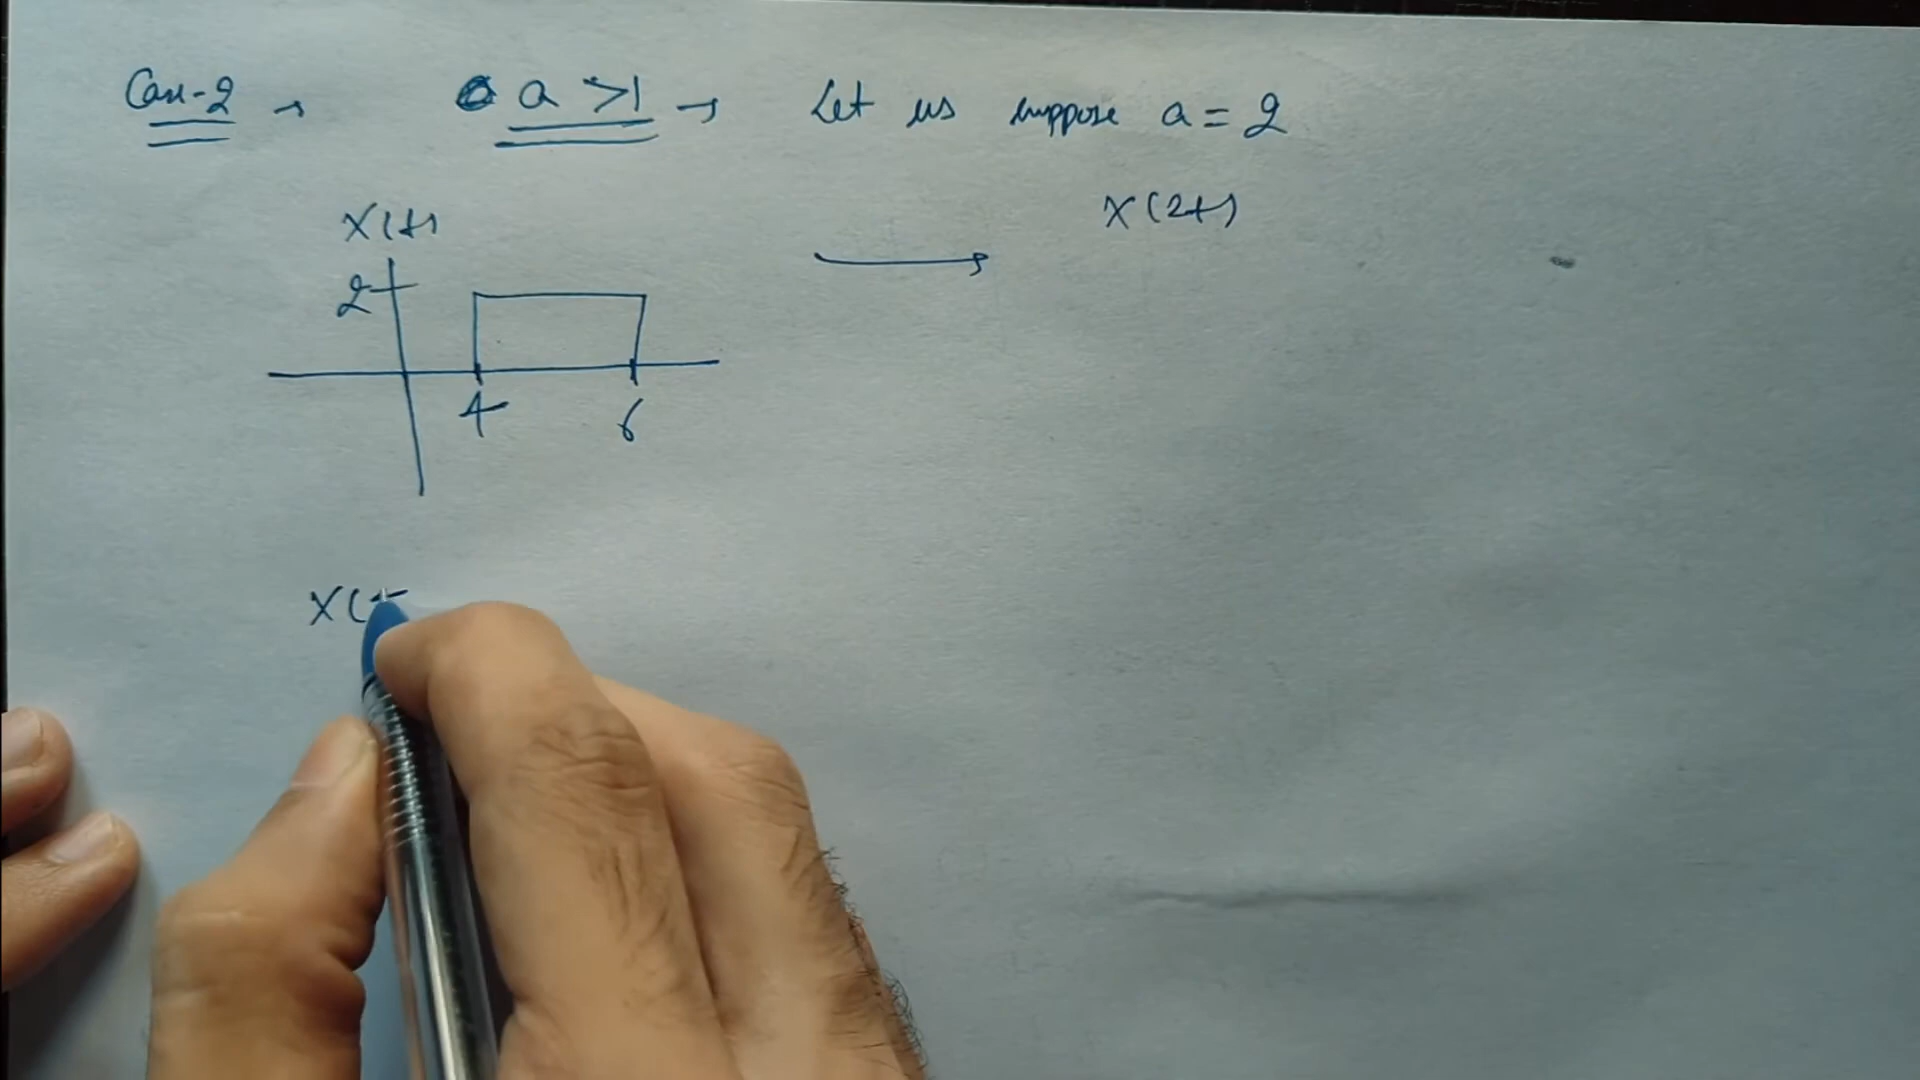 Case-2 → a >1 → Let us suppose a = 2
x(t) x(2t)
2
4 6
x(t